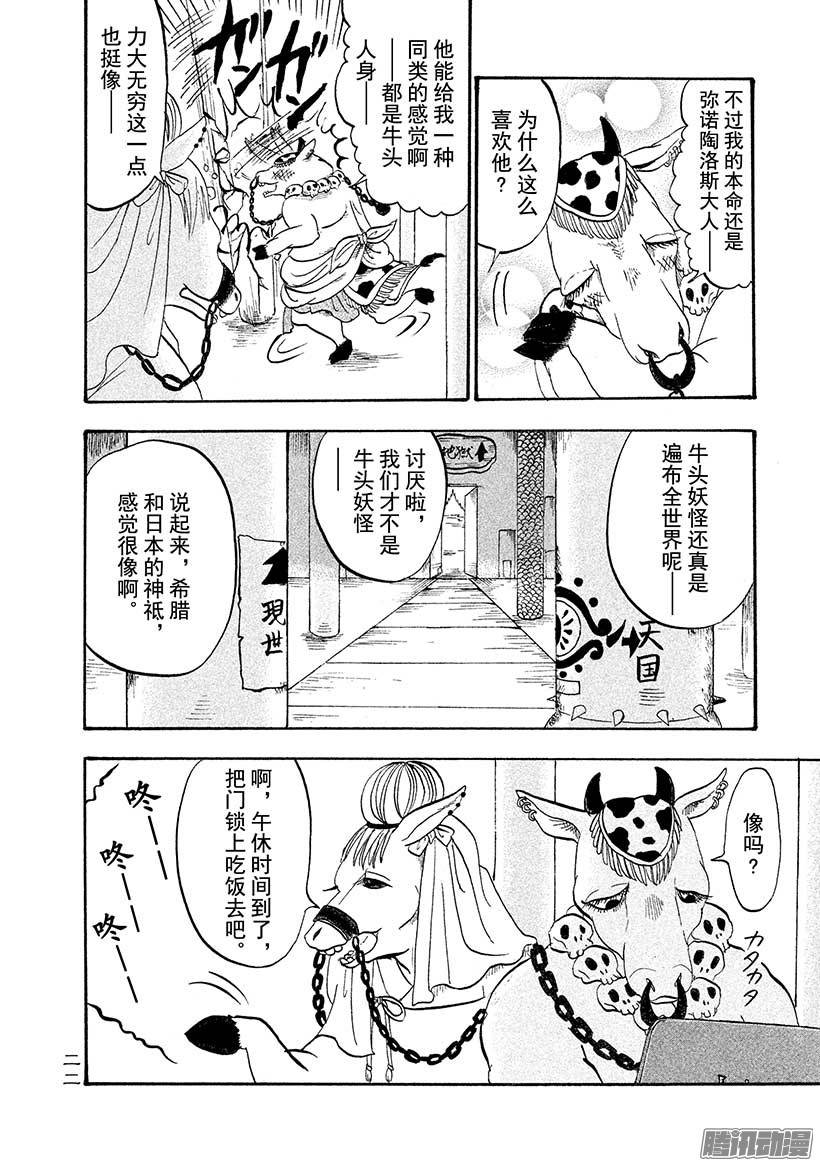 不过我的本命还是
弥诺陶洛斯大人——
为什么这么
喜欢他？
他能给我一种
同类的感觉啊
——都是牛头
人身——
力大无穷这一点
也挺像——
ガンガン
牛头妖怪还真是
遍布全世界呢——
天国
讨厌啦，
我们才不是
牛头妖怪
——
地獄
说起来，希腊
和日本的神祗，
感觉很像啊。
現世
像吗？
カタカタ
啊，午休时间到了，
把门锁上吃饭去吧。
咚———
咚———
咚———
二二
腾讯动漫